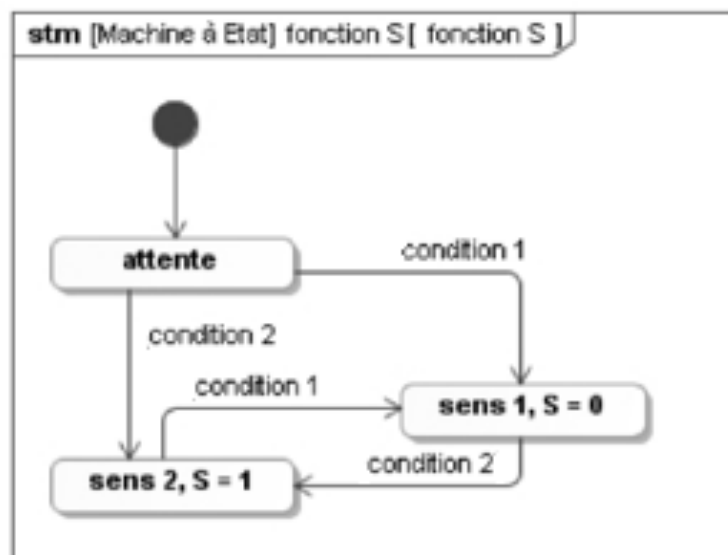 stm [Machine à Etat] fonction S[ fonction S ]
attente
condition 1
condition 2
condition 1
sens 1, S = 0
condition 2
sens 2, S = 1